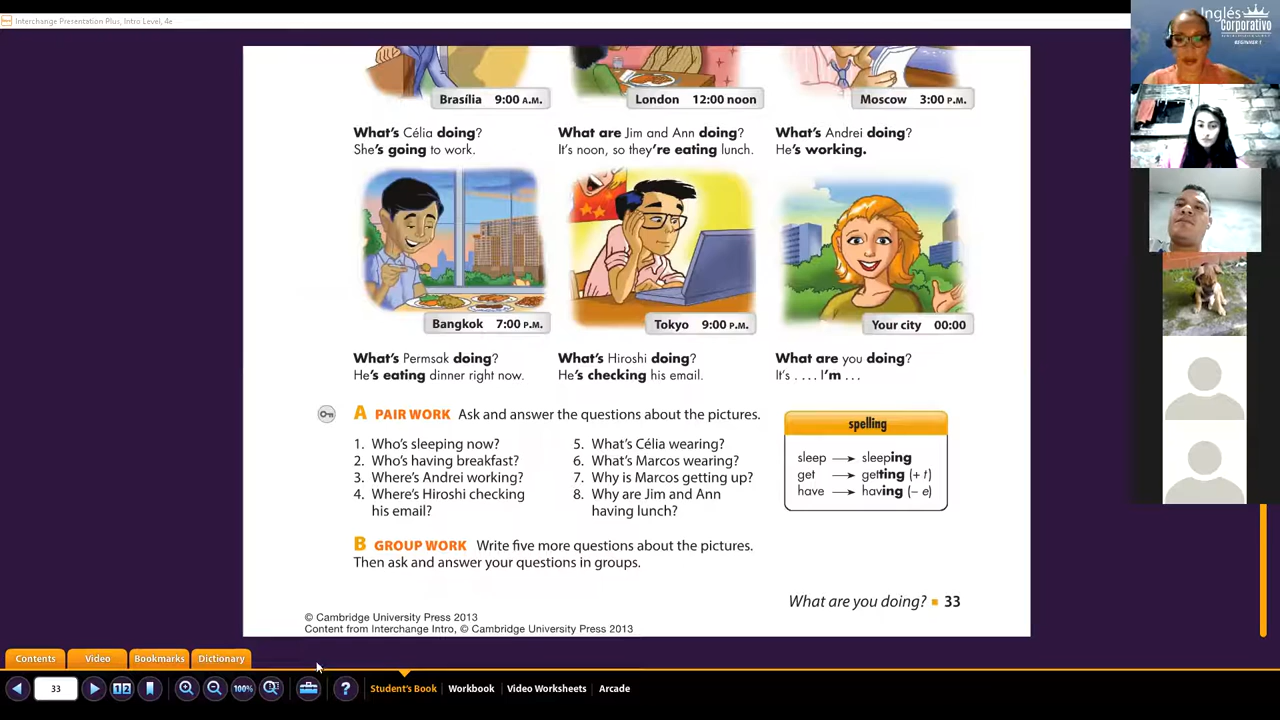 Interchange Presentation Plus, Intro Level, 4e
Inglés
Corporativo
BEGINNER 1
Brasília 9:00 A.M.
London 12:00 noon
Moscow 3:00 P.M.
What's Célia doing?
She's going to work.
What are Jim and Ann doing?
It's noon, so they're eating lunch.
What's Andrei doing?
He's working.
Bangkok 7:00 P.M.
Tokyo 9:00 P.M.
Your city 00:00
What's Permsak doing?
He's eating dinner right now.
What's Hiroshi doing?
He's checking his email.
What are you doing?
It's . . . . I'm . . .
A PAIR WORK Ask and answer the questions about the pictures.
1. Who's sleeping now?
2. Who's having breakfast?
3. Where's Andrei working?
4. Where's Hiroshi checking
his email?
5. What's Célia wearing?
6. What's Marcos wearing?
7. Why is Marcos getting up?
8. Why are Jim and Ann
having lunch?
spelling
sleep → sleeping
get → getting (+ t)
have → having (– e)
B GROUP WORK Write five more questions about the pictures.
Then ask and answer your questions in groups.
What are you doing? ▪ 33
© Cambridge University Press 2013
Content from Interchange Intro, © Cambridge University Press 2013
Contents Video Bookmarks Dictionary
33 1 2 100% ? Student's Book Workbook Video Worksheets Arcade